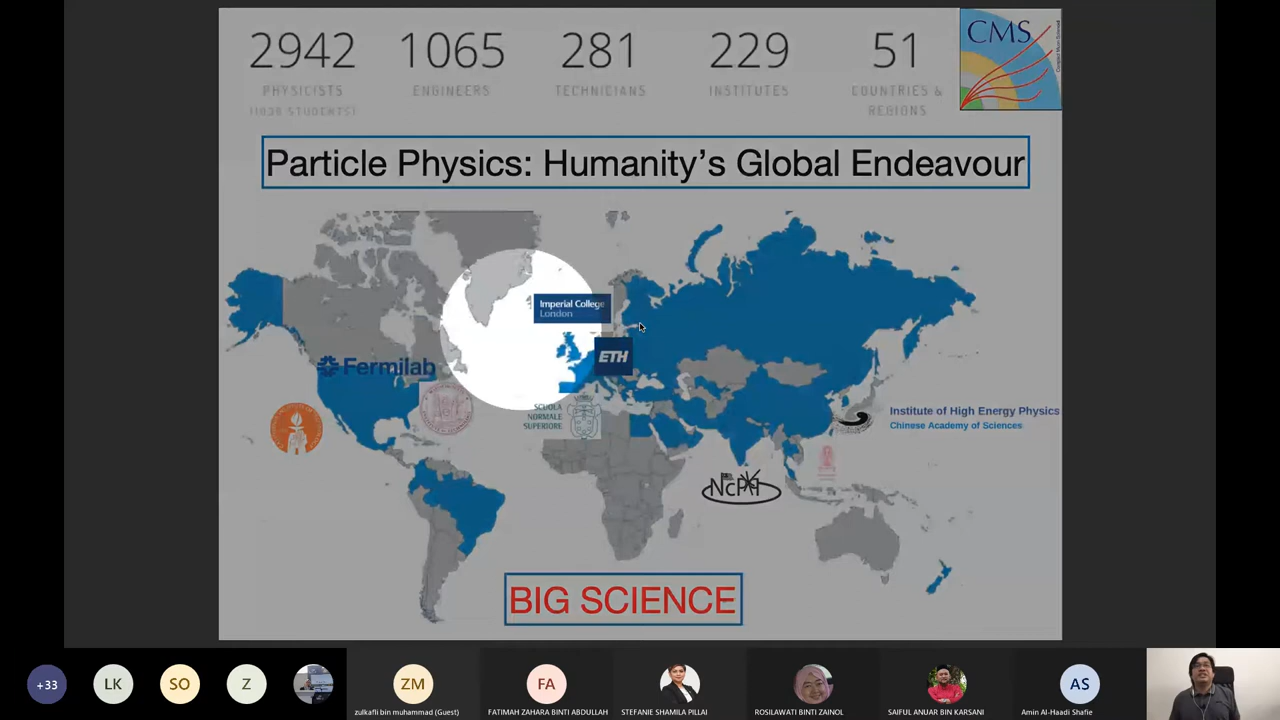 2942
1065
281
229
51
PHYSICISTS
ENGINEERS
TECHNICIANS
INSTITUTES
COUNTRIES &
REGIONS
(1036 STUDENTS)
CMS
Particle Physics: Humanity's Global Endeavour
Imperial College
London
ETH
Fermilab
SCUOLA
NORMALE
SUPERIORE
Institute of High Energy Physics
Chinese Academy of Sciences
NCPP
BIG SCIENCE
+33
LK
SO
Z
ZM
FA
AS
zulkafli bin muhammad (Guest)
FATIMAH ZAHARA BINTI ABDULLAH
STEFANIE SHAMILA PILLAI
ROSILAWATI BINTI ZAINOL
SAIFUL ANUAR BIN KARSANI
Amin Al-Haadi Shafie